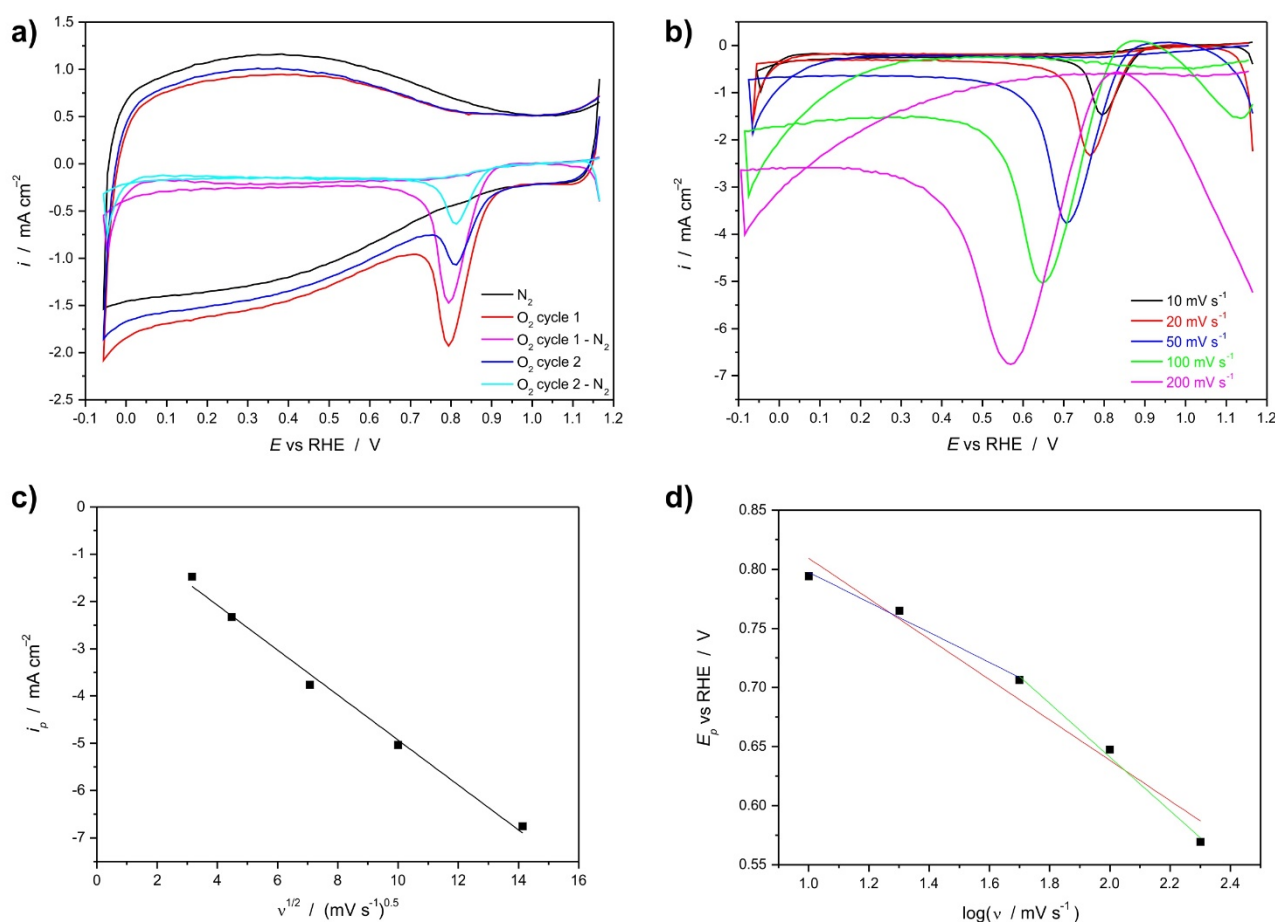 a)
1.5
1.0
0.5
0.0
-0.5
-1.0
-1.5
-2.0
-2.5
i / mA cm⁻²
N₂
O₂ cycle 1
O₂ cycle 1 - N₂
O₂ cycle 2
O₂ cycle 2 - N₂
-0.1 0.0 0.1 0.2 0.3 0.4 0.5 0.6 0.7 0.8 0.9 1.0 1.1 1.2
E vs RHE / V
b)
0
-1
-2
-3
-4
-5
-6
-7
i / mA cm⁻²
10 mV s⁻¹
20 mV s⁻¹
50 mV s⁻¹
100 mV s⁻¹
200 mV s⁻¹
-0.1 0.0 0.1 0.2 0.3 0.4 0.5 0.6 0.7 0.8 0.9 1.0 1.1 1.2
E vs RHE / V
c)
0
-1
-2
-3
-4
-5
-6
-7
iₚ / mA cm⁻²
0 2 4 6 8 10 12 14 16
ν¹ᐟ² / (mV s⁻¹)⁰·⁵
d)
0.85
0.80
0.75
0.70
0.65
0.60
0.55
Eₚ vs RHE / V
1.0 1.2 1.4 1.6 1.8 2.0 2.2 2.4
log(ν / mV s⁻¹)